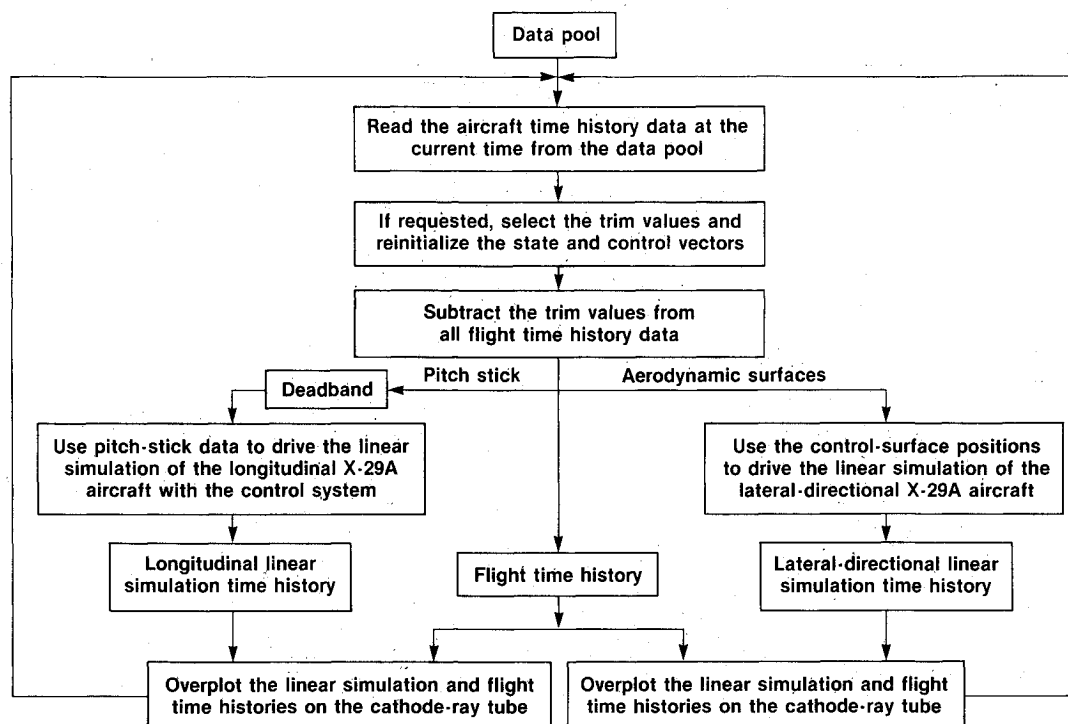 Data pool
Read the aircraft time history data at the
current time from the data pool
If requested, select the trim values and
reinitialize the state and control vectors
Subtract the trim values from
all flight time history data
Pitch stick
Aerodynamic surfaces
Deadband
Use pitch-stick data to drive the linear
simulation of the longitudinal X-29A
aircraft with the control system
Use the control-surface positions
to drive the linear simulation of the
lateral-directional X-29A aircraft
Longitudinal linear
simulation time history
Flight time history
Lateral-directional linear
simulation time history
Overplot the linear simulation and flight
time histories on the cathode-ray tube
Overplot the linear simulation and flight
time histories on the cathode-ray tube